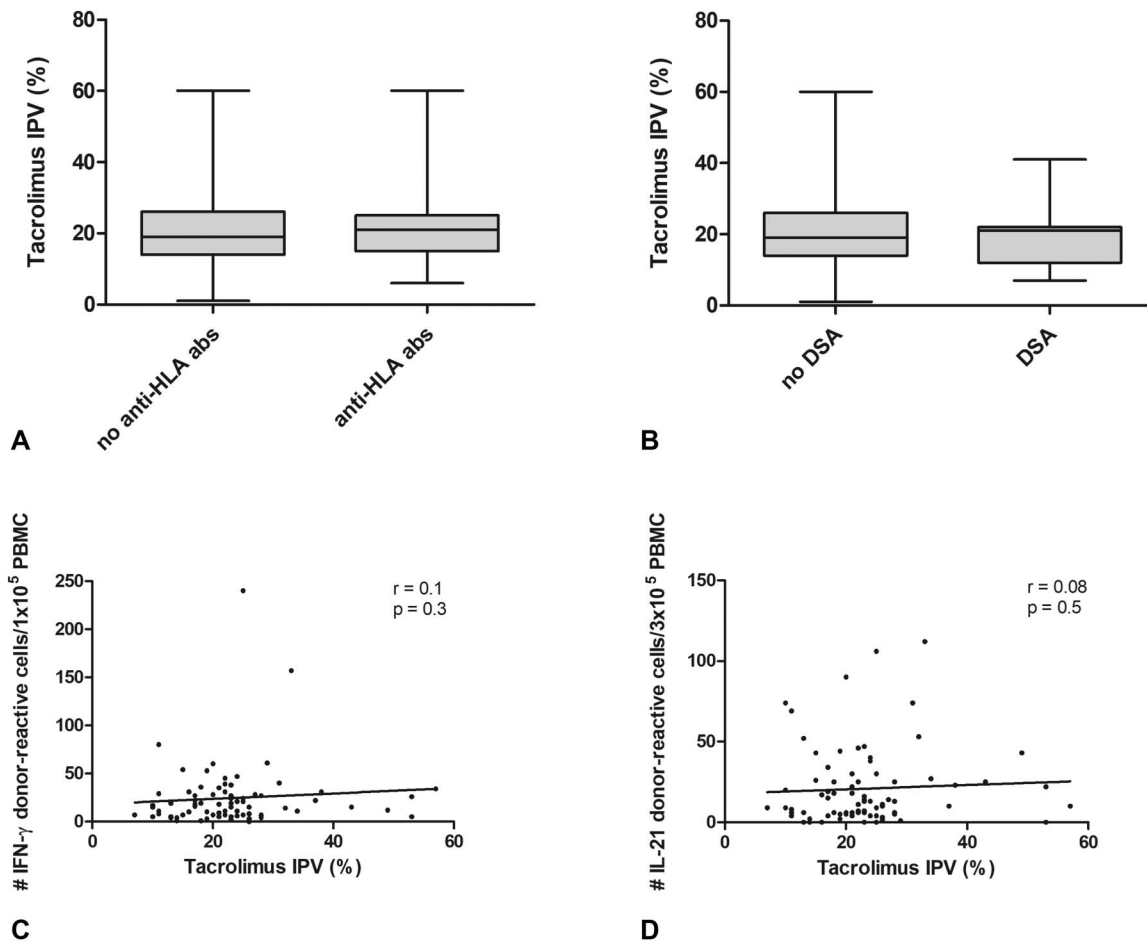 Tacrolimus IPV (%)
80
60
40
20
0
no anti-HLA abs
anti-HLA abs
A
Tacrolimus IPV (%)
80
60
40
20
0
no DSA
DSA
B
# IFN-γ donor-reactive cells/1x10⁵ PBMC
250
200
150
100
50
0
r = 0.1
p = 0.3
0
20
40
60
Tacrolimus IPV (%)
C
# IL-21 donor-reactive cells/3x10⁵ PBMC
150
100
50
0
r = 0.08
p = 0.5
0
20
40
60
Tacrolimus IPV (%)
D